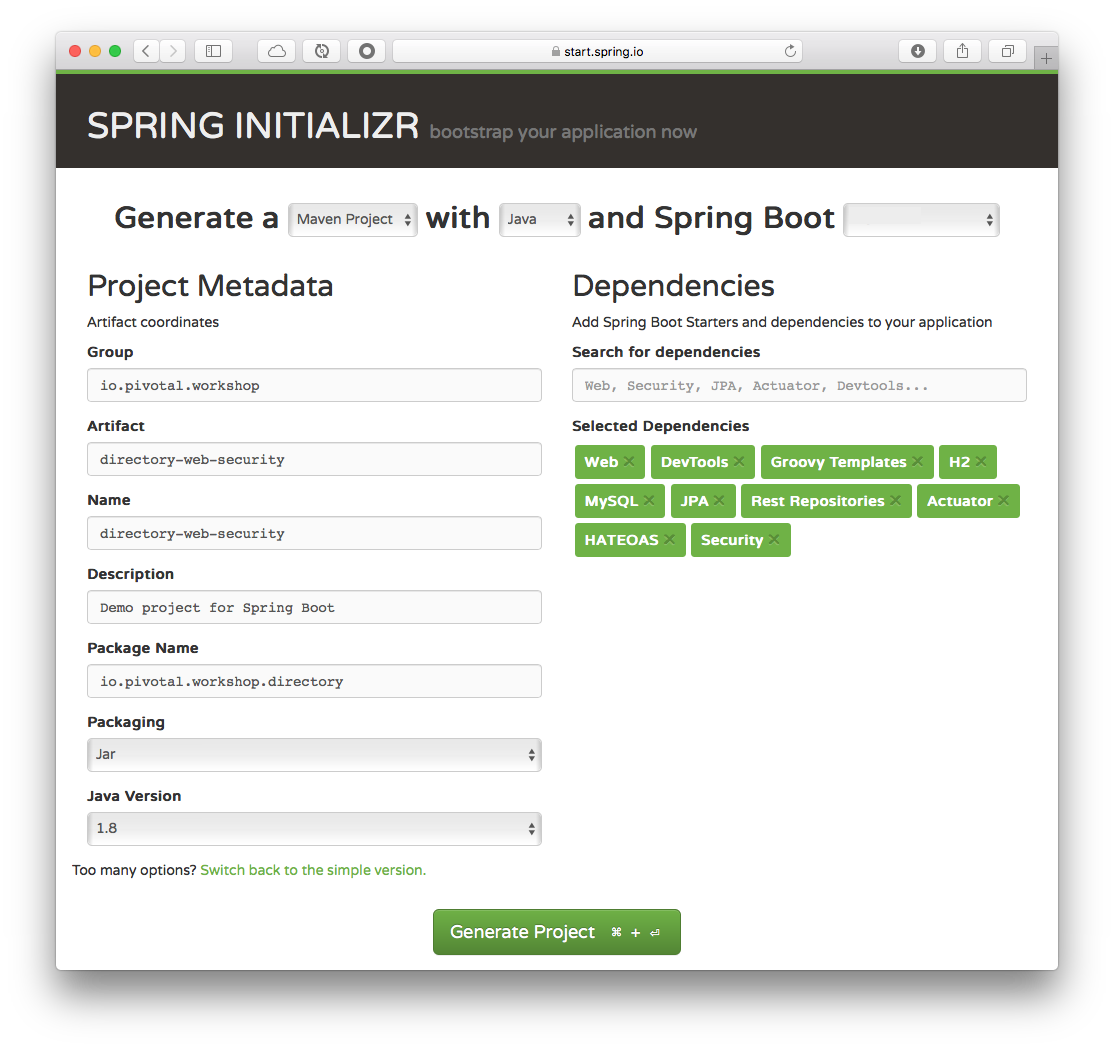 start.spring.io
SPRING INITIALIZR bootstrap your application now
Generate a Maven Project with Java and Spring Boot
Project Metadata
Artifact coordinates
Group
io.pivotal.workshop
Artifact
directory-web-security
Name
directory-web-security
Description
Demo project for Spring Boot
Package Name
io.pivotal.workshop.directory
Packaging
Jar
Java Version
1.8
Too many options? Switch back to the simple version.
Dependencies
Add Spring Boot Starters and dependencies to your application
Search for dependencies
Web, Security, JPA, Actuator, Devtools...
Selected Dependencies
Web × DevTools × Groovy Templates × H2 ×
MySQL × JPA × Rest Repositories × Actuator ×
HATEOAS × Security ×
Generate Project ⌘ + ⏎